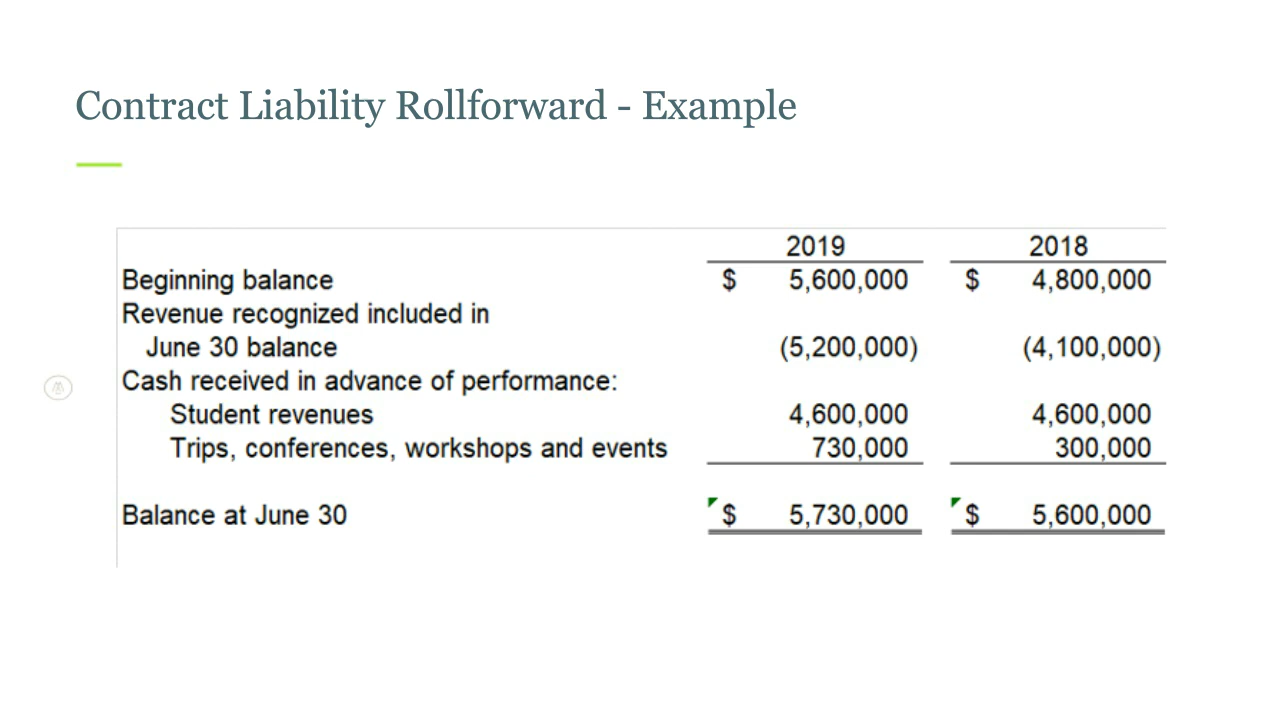 Contract Liability Rollforward - Example
2019 2018
Beginning balance $ 5,600,000 $ 4,800,000
Revenue recognized included in
June 30 balance (5,200,000) (4,100,000)
Cash received in advance of performance:
Student revenues 4,600,000 4,600,000
Trips, conferences, workshops and events 730,000 300,000
Balance at June 30 $ 5,730,000 $ 5,600,000